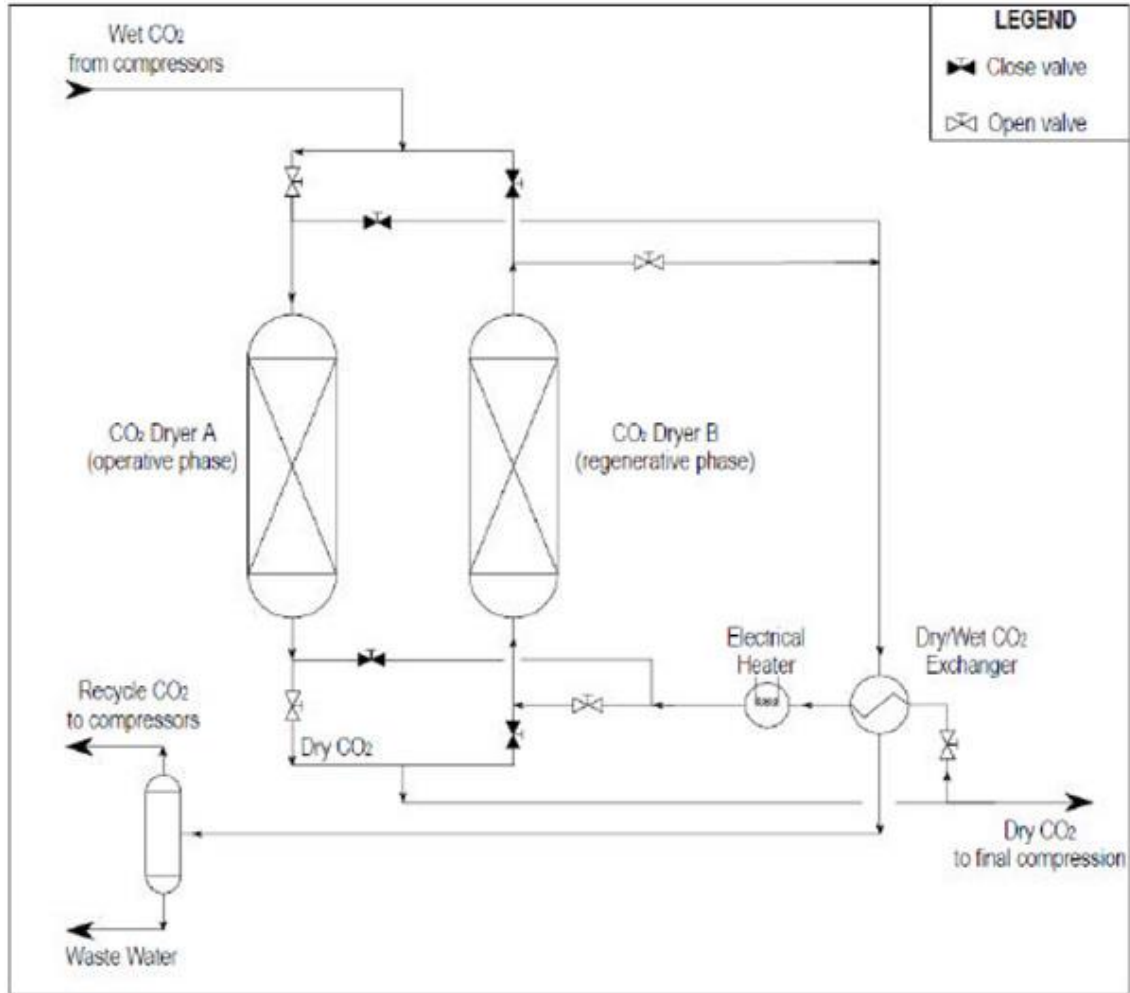 LEGEND
Close valve
Open valve
Wet CO₂
from compressors
CO₂ Dryer A
(operative phase)
CO₂ Dryer B
(regenerative phase)
Electrical
Heater
Dry/Wet CO₂
Exchanger
Recycle CO₂
to compressors
Dry CO₂
Dry CO₂
to final compression
Waste Water